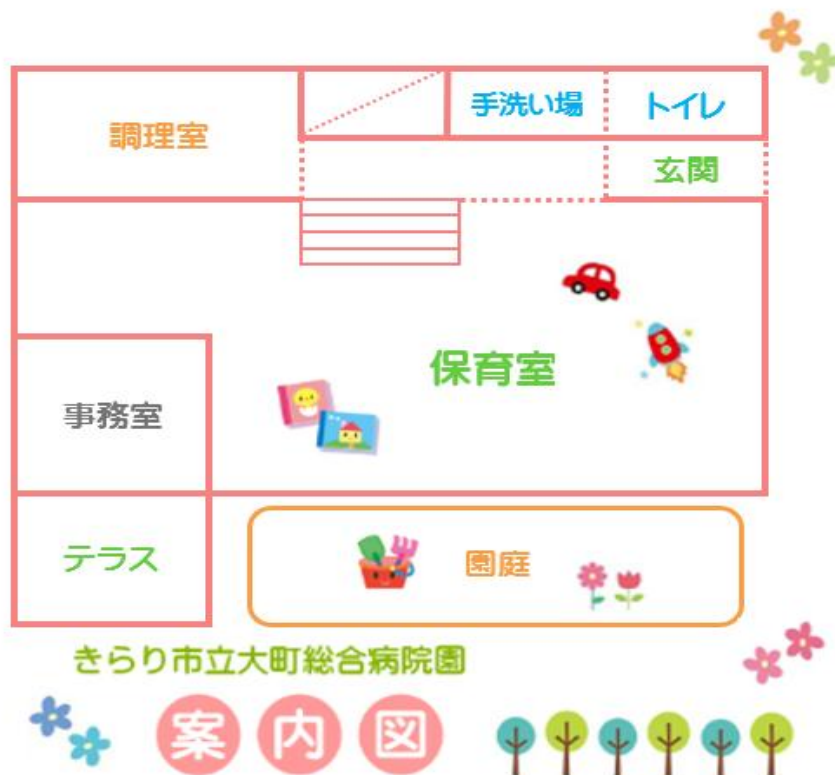 手洗い場
トイレ
調理室
玄関
保育室
事務室
テラス
園庭
きらり市立大町総合病院園
案内図